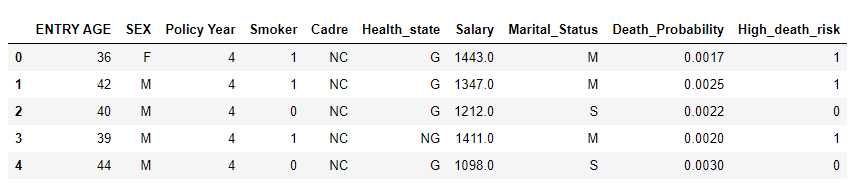 ENTRY AGE SEX Policy Year Smoker Cadre Health_state Salary Marital_Status Death_Probability High_death_risk
0 36 F 4 1 NC G 1443.0 M 0.0017 1
1 42 M 4 1 NC G 1347.0 M 0.0025 1
2 40 M 4 0 NC G 1212.0 S 0.0022 0
3 39 M 4 1 NC NG 1411.0 M 0.0020 1
4 44 M 4 0 NC G 1098.0 S 0.0030 0